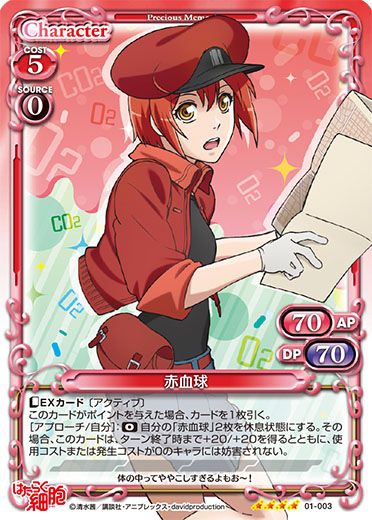 Precious Mem
Character
COST
5
SOURCE
0
O2
CO2
O2
CO2
O2
O2
70 AP
DP 70
赤血球
EXカード [アクティブ]
このカードがポイントを与えた場合、カードを1枚引く。
[アプローチ/自分]:0 自分の「赤血球」2枚を休息状態にする。その
場合、このカードは、ターン終了時まで+20/+20を得るとともに、使
用コストまたは発生コストが0のキャラには妨害されない。
体の中ってややこしすぎるよもお~!
はたらく細胞
©清水茜/講談社・アニプレックス・davidproduction
01-003